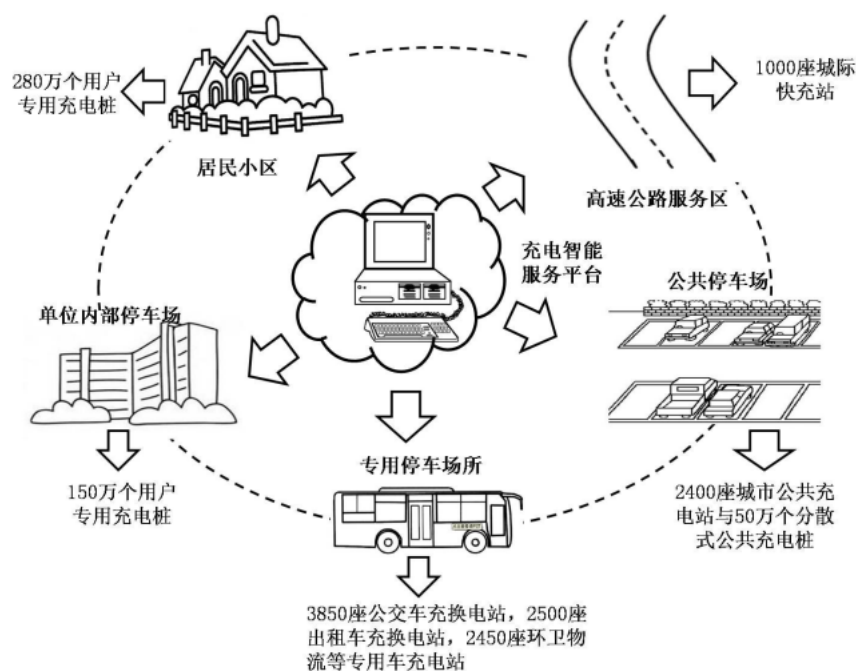 280万个用户
专用充电桩
居民小区
1000座城际
快充站
高速公路服务区
充电智能
服务平台
公共停车场
单位内部停车场
专用停车场所
150万个用户
专用充电桩
2400座城市公共充
电站与50万个分散
式公共充电桩
3850座公交车充换电站，2500座
出租车充换电站，2450座环卫物
流等专用车充电站